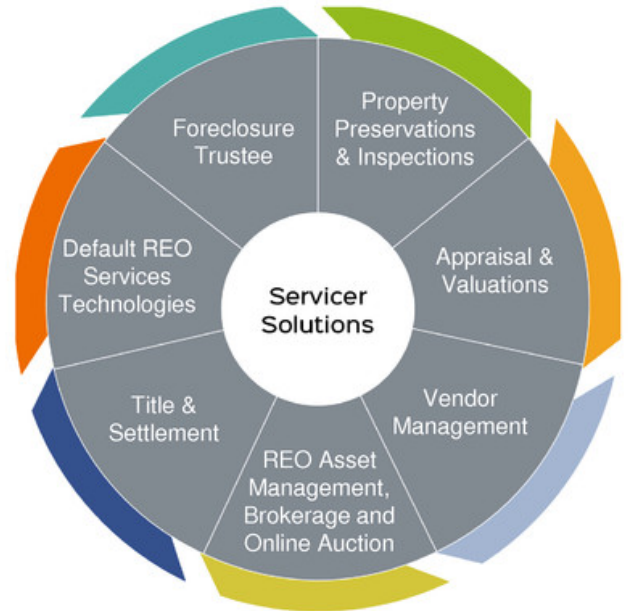 Foreclosure
Trustee
Property
Preservations
& Inspections
Appraisal &
Valuations
Vendor
Management
REO Asset
Management,
Brokerage and
Online Auction
Title &
Settlement
Default REO
Services
Technologies
Servicer
Solutions